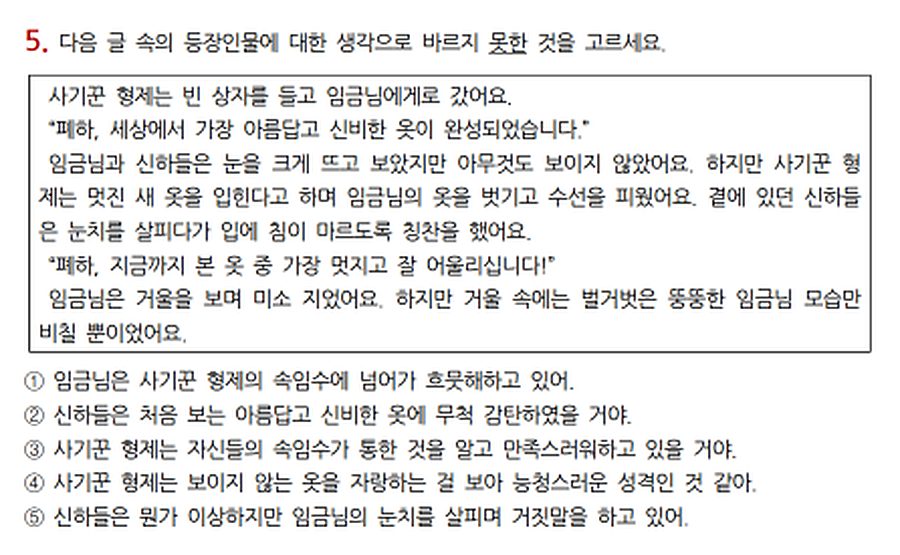 5. 다음 글 속의 등장인물에 대한 생각으로 바르지 못한 것을 고르세요.
사기꾼 형제는 빈 상자를 들고 임금님에게로 갔어요.
“폐하, 세상에서 가장 아름답고 신비한 옷이 완성되었습니다.”
임금님과 신하들은 눈을 크게 뜨고 보았지만 아무것도 보이지 않았어요. 하지만 사기꾼 형
제는 멋진 새 옷을 입힌다고 하며 임금님의 옷을 벗기고 수선을 피웠어요. 곁에 있던 신하들
은 눈치를 살피다가 입에 침이 마르도록 칭찬을 했어요.
“폐하, 지금까지 본 옷 중 가장 멋지고 잘 어울리십니다!”
임금님은 거울을 보며 미소 지었어요. 하지만 거울 속에는 벌거벗은 뚱뚱한 임금님 모습만
비칠 뿐이었어요.
① 임금님은 사기꾼 형제의 속임수에 넘어가 흐뭇해하고 있어.
② 신하들은 처음 보는 아름답고 신비한 옷에 무척 감탄하였을 거야.
③ 사기꾼 형제는 자신들의 속임수가 통한 것을 알고 만족스러워하고 있을 거야.
④ 사기꾼 형제는 보이지 않는 옷을 자랑하는 걸 보아 능청스러운 성격인 것 같아.
⑤ 신하들은 뭔가 이상하지만 임금님의 눈치를 살피며 거짓말을 하고 있어.